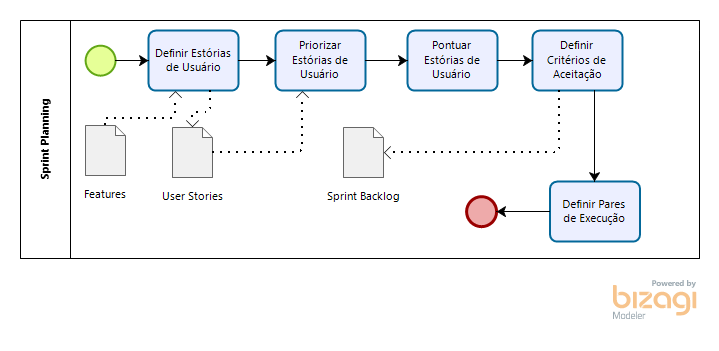 Sprint Planning
Definir Estórias
de Usuário
Priorizar
Estórias de
Usuário
Pontuar
Estórias de
Usuário
Definir
Critérios de
Aceitação
Features
User Stories
Sprint Backlog
Definir Pares
de Execução
Powered by
bizagi
Modeler